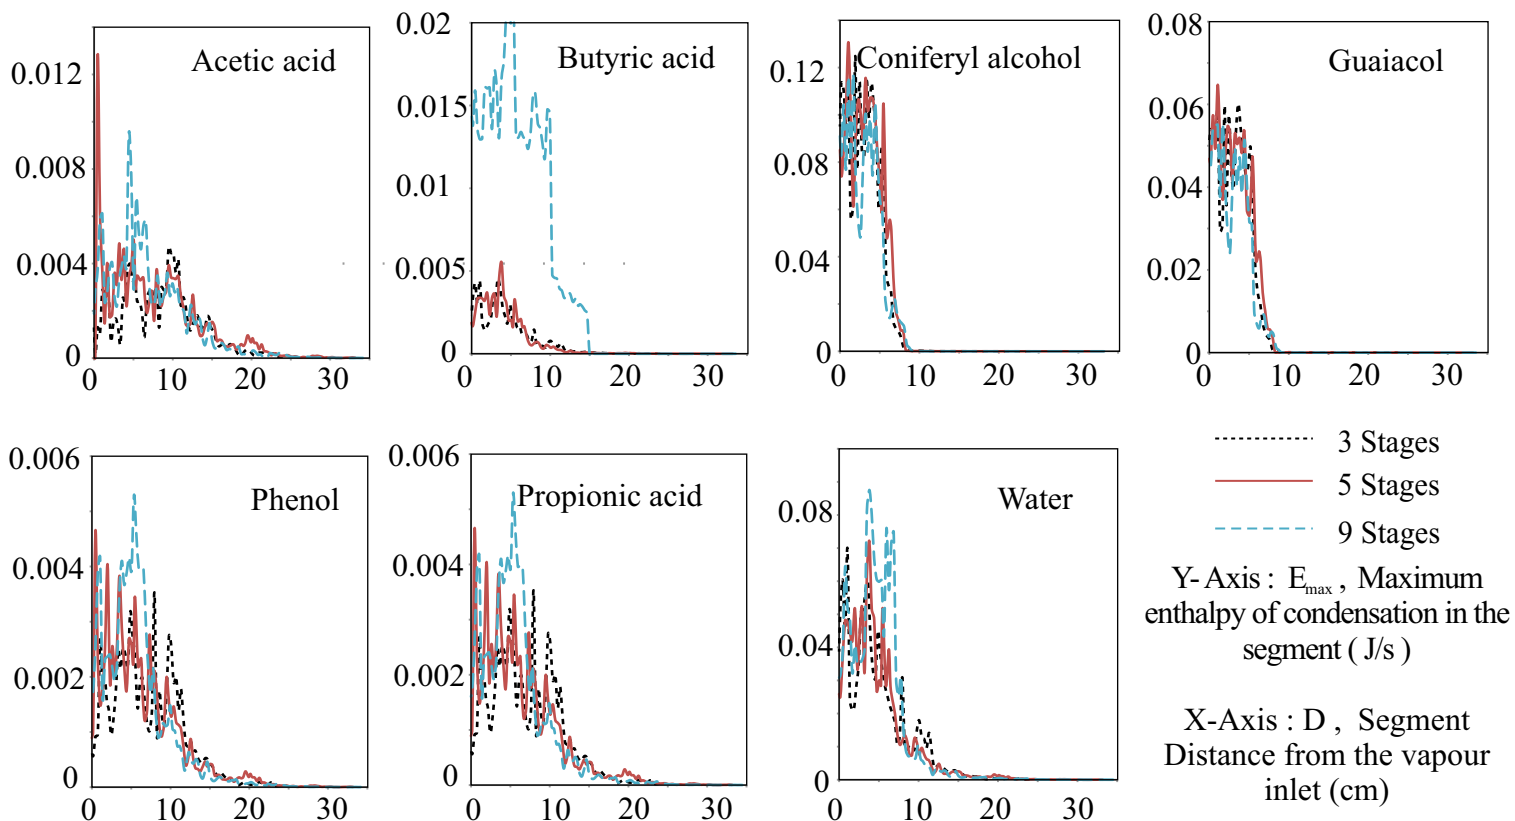 Acetic acid
0.012
0.008
0.004
0
0 10 20 30
Butyric acid
0.02
0.015
0.01
0.005
0
0 10 20 30
Coniferyl alcohol
0.12
0.08
0.04
0
0 10 20 30
Guaiacol
0.08
0.06
0.04
0.02
0
0 10 20 30
Phenol
0.006
0.004
0.002
0
0 10 20 30
Propionic acid
0.006
0.004
0.002
0
0 10 20 30
Water
0.08
0.04
0
0 10 20 30
3 Stages
5 Stages
9 Stages
Y-Axis : Emax , Maximum
enthalpy of condensation in the
segment ( J/s )
X-Axis : D , Segment
Distance from the vapour
inlet (cm)